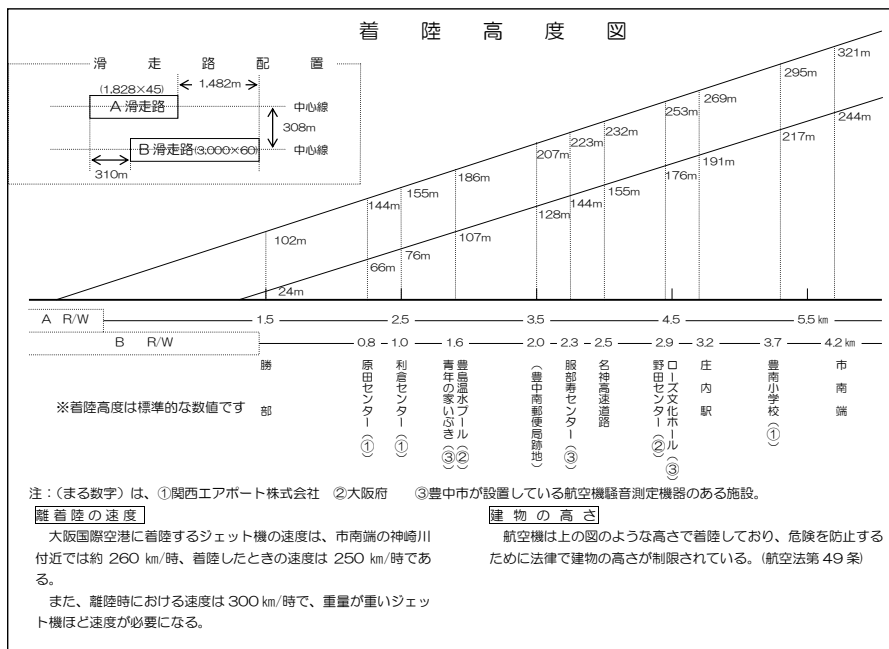 着陸高度図
滑走路配置
(1,828×45)
1,482m
A 滑走路
中心線
308m
B 滑走路(3,000×60)
中心線
310m
321m
295m
269m
253m
244m
232m
223m
217m
207m
191m
186m
176m
155m
155m
144m
144m
128m
107m
102m
76m
66m
24m
A R/W 1.5 2.5 3.5 4.5 5.5 km
B R/W 0.8 1.0 1.6 2.0 2.3 2.5 2.9 3.2 3.7 4.2 km
勝部
原田センター(①)
利倉センター(①)
青年の家いぶき(③)
豊島温水プール(②)
(豊中南郵便局跡地)
服部寿センター(③)
名神高速道路
野田センター(②)
ローズ文化ホール(③)
庄内駅
豊南小学校(①)
市南端
※着陸高度は標準的な数値です
注：(まる数字）は、①関西エアポート株式会社 ②大阪府 ③豊中市が設置している航空機騒音測定機器のある施設。
離着陸の速度
大阪国際空港に着陸するジェット機の速度は、市南端の神崎川
付近では約 260 km/時、着陸したときの速度は 250 km/時であ
る。
また、離陸時における速度は 300 km/時で、重量が重いジェッ
ト機ほど速度が必要になる。
建物の高さ
航空機は上の図のような高さで着陸しており、危険を防止する
ために法律で建物の高さが制限されている。(航空法第 49 条)